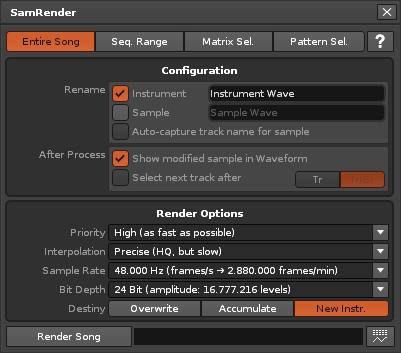 SamRender
Entire Song Seq. Range Matrix Sel. Pattern Sel. ?
Configuration
Rename Instrument Instrument Wave
Sample Sample Wave
Auto-capture track name for sample
After Process Show modified sample in Waveform
Select next track after Tr Tr/Gr
Render Options
Priority High (as fast as possible)
Interpolation Precise (HQ, but slow)
Sample Rate 48.000 Hz (frames/s → 2.880.000 frames/min)
Bit Depth 24 Bit (amplitude: 16.777.216 levels)
Destiny Overwrite Accumulate New Instr.
Render Song